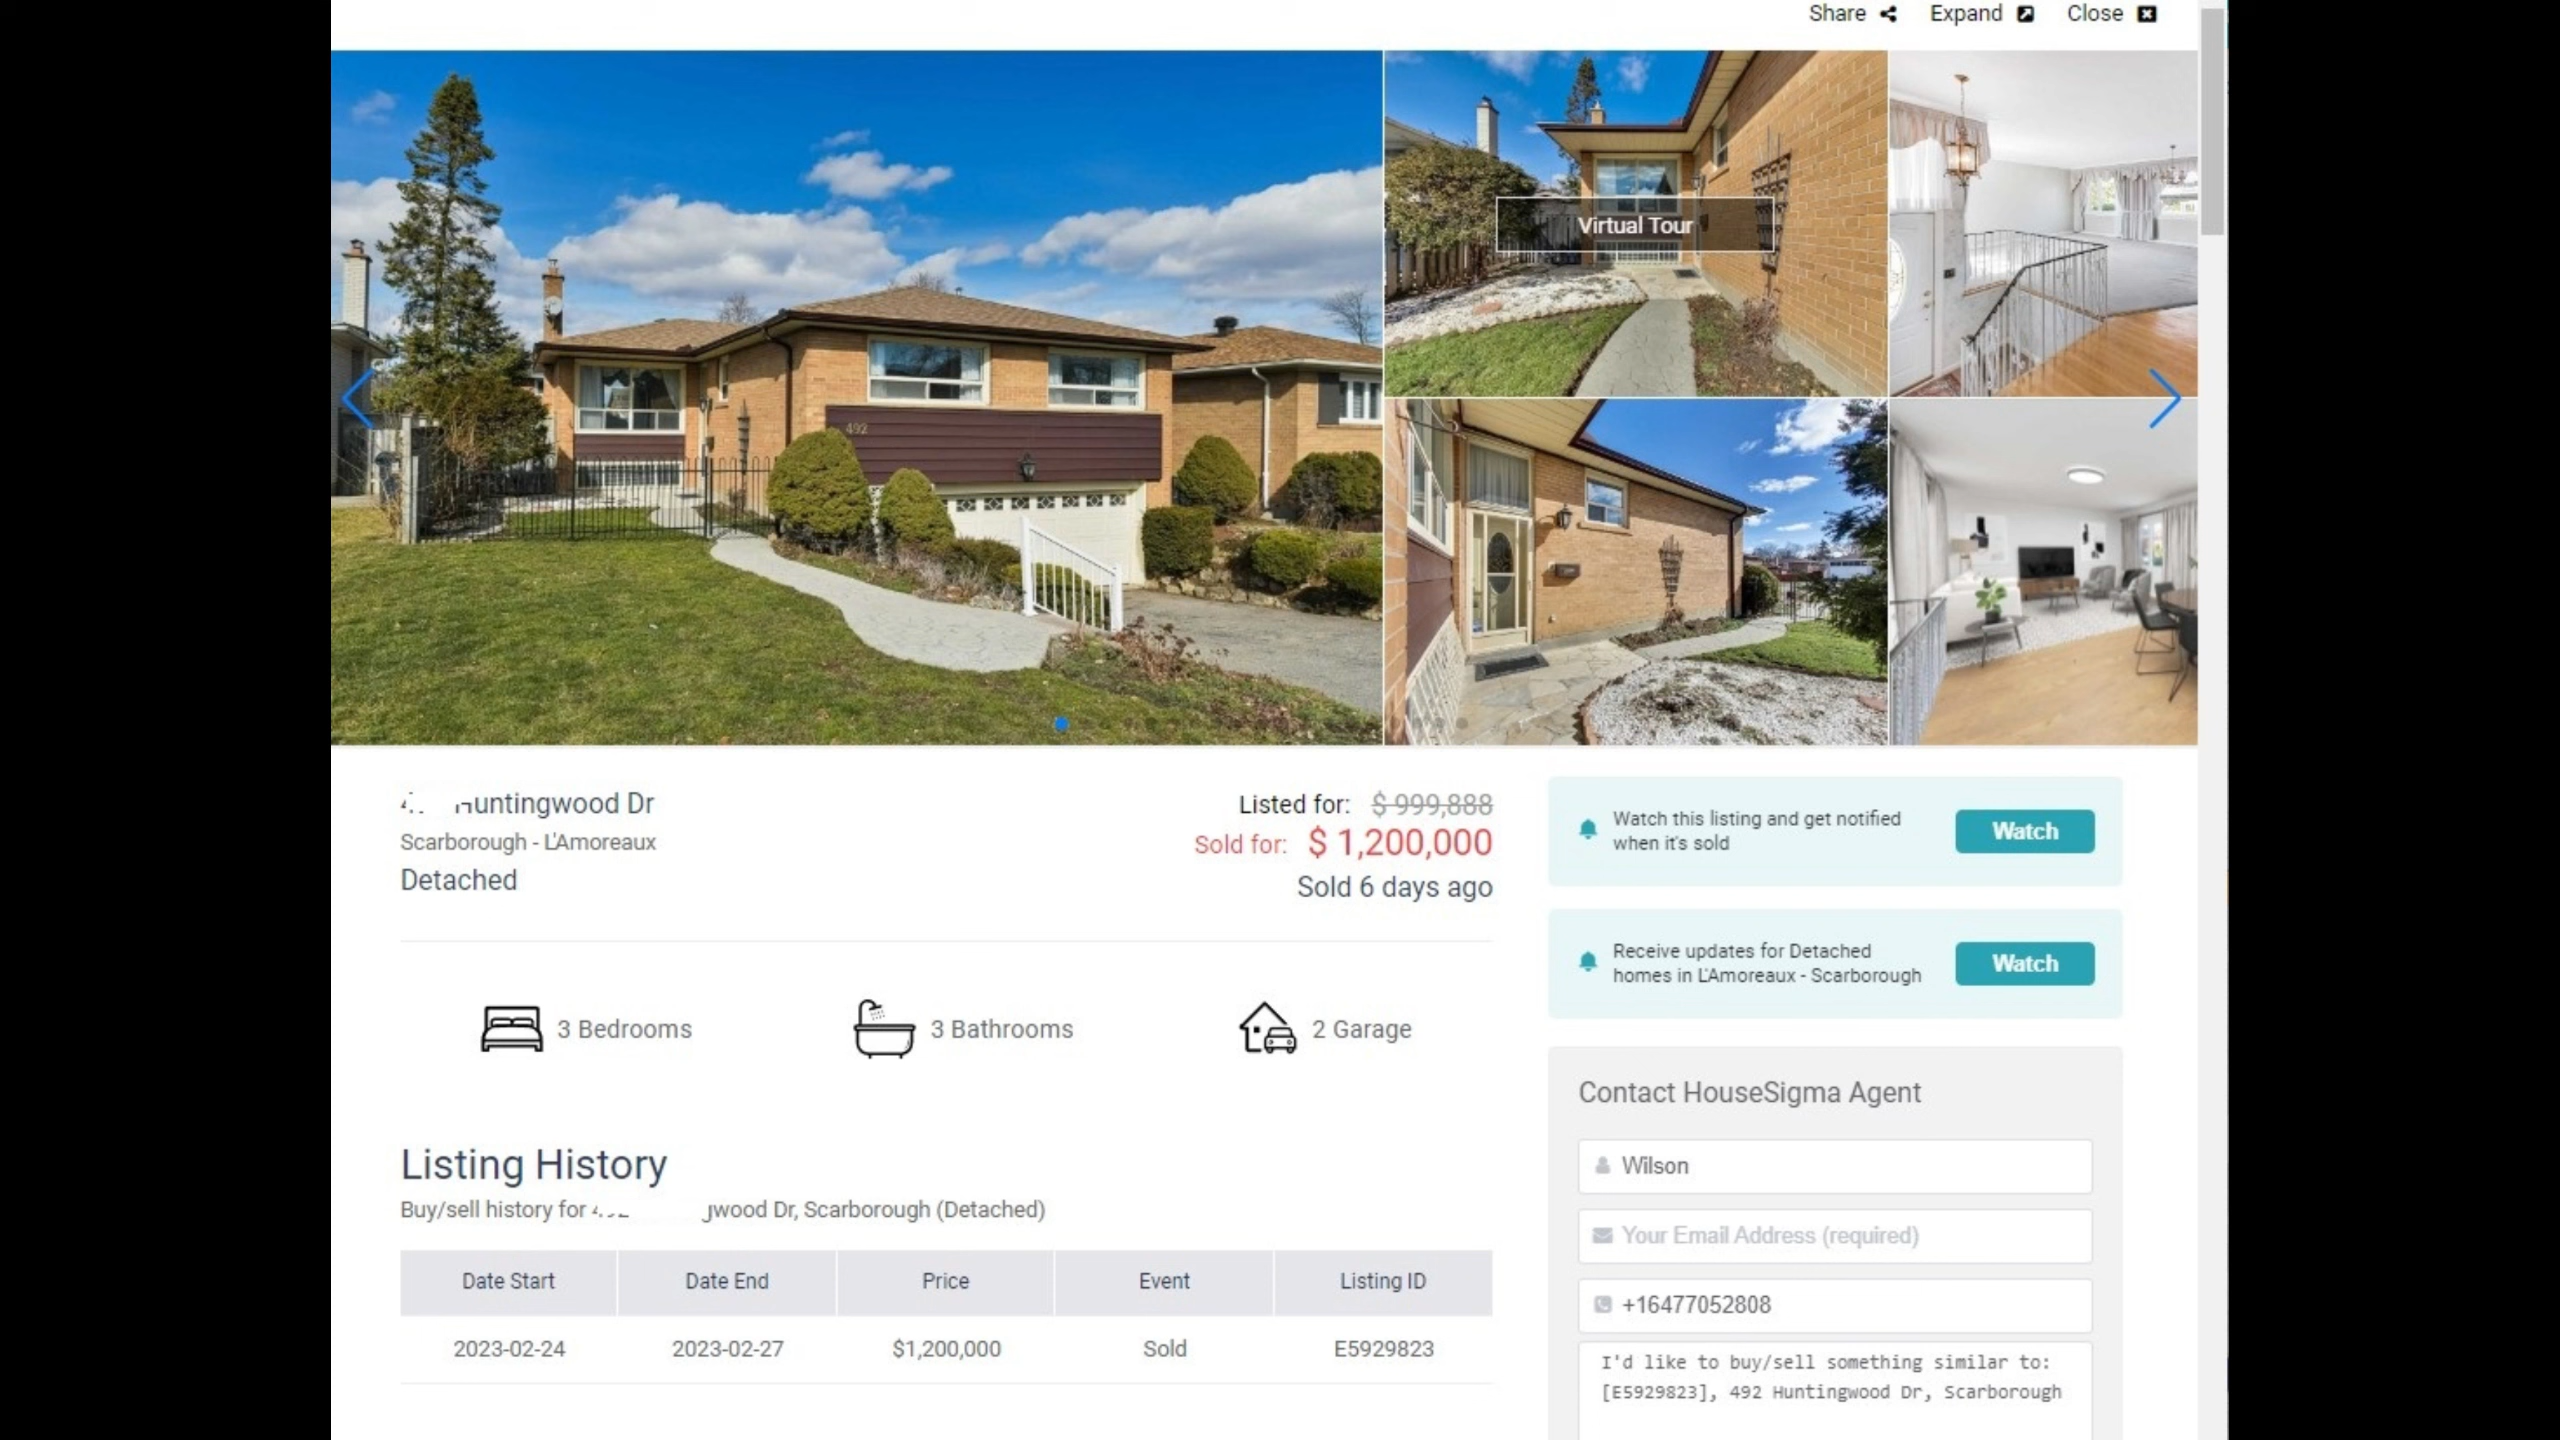 Share
Expand
Close
Virtual Tour
492
Huntingwood Dr
Scarborough - L'Amoreaux
Detached
Listed for: $ 999,888
Sold for: $ 1,200,000
Sold 6 days ago
3 Bedrooms
3 Bathrooms
2 Garage
Listing History
Buy/sell history for wood Dr, Scarborough (Detached)
Date Start Date End Price Event Listing ID
2023-02-24 2023-02-27 $1,200,000 Sold E5929823
Watch this listing and get notified
when it's sold
Watch
Receive updates for Detached
homes in L'Amoreaux - Scarborough
Watch
Contact HouseSigma Agent
Wilson
Your Email Address (required)
+16477052808
I'd like to buy/sell something similar to:
[E5929823], 492 Huntingwood Dr, Scarborough